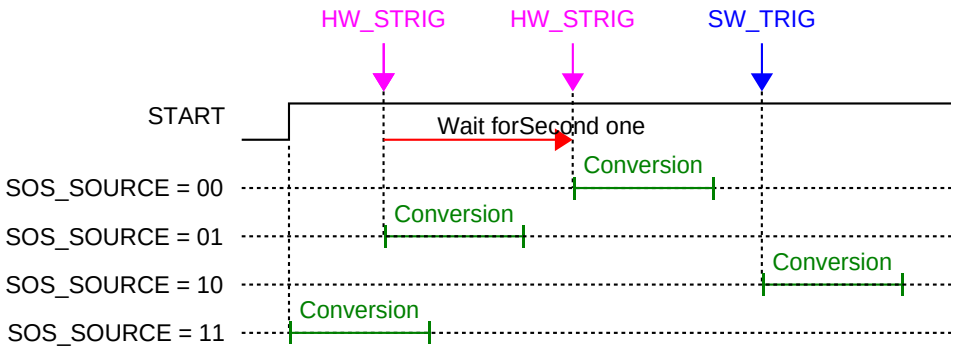 HW_STRIG HW_STRIG SW_TRIG
START
Wait forSecond one
Conversion
SOS_SOURCE = 00
Conversion
SOS_SOURCE = 01
Conversion
SOS_SOURCE = 10
Conversion
SOS_SOURCE = 11